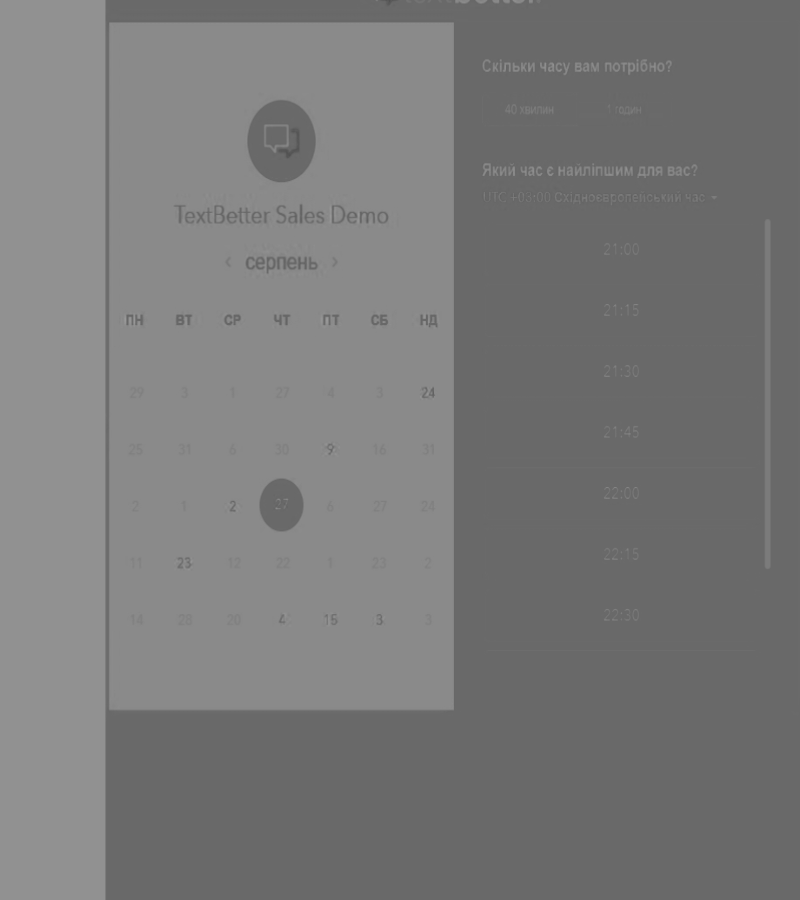 TextBetter Sales Demo
‹ серпень ›
ПН ВТ СР ЧТ ПТ СБ НД
29 3 1 27 4 3 24
25 31 6 30 9 16 31
2 1 2 27 6 27 24
11 23 12 22 1 23 2
14 28 20 4 15 3 3
Скільки часу вам потрібно?
40 хвилин 1 годин
Який час є найліпшим для вас?
UTC +03:00 Східноєвропейський час
21:00
21:15
21:30
21:45
22:00
22:15
22:30